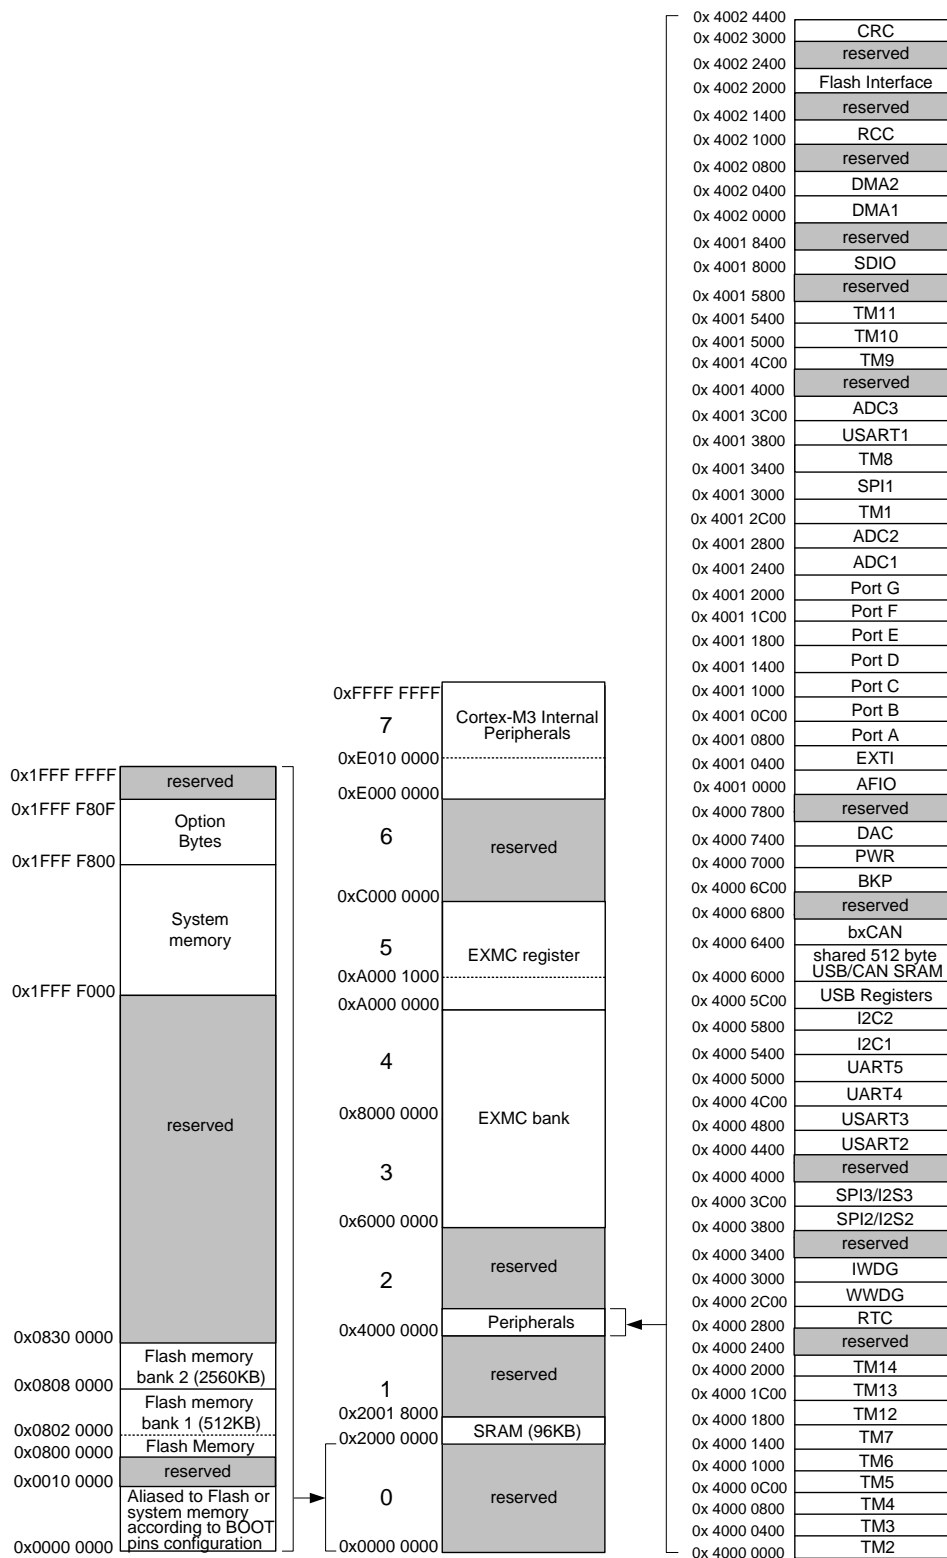 0x1FFF FFFF
reserved
0x1FFF F80F
Option
Bytes
0x1FFF F800
System
memory
0x1FFF F000
reserved
0x0830 0000
Flash memory
bank 2 (2560KB)
0x0808 0000
Flash memory
bank 1 (512KB)
0x0802 0000
Flash Memory
0x0800 0000
reserved
0x0010 0000
Aliased to Flash or
system memory
according to BOOT
pins configuration
0x0000 0000
0xFFFF FFFF
7
Cortex-M3 Internal
Peripherals
0xE010 0000
0xE000 0000
6
reserved
0xC000 0000
5
EXMC register
0xA000 1000
0xA000 0000
4
0x8000 0000
EXMC bank
3
0x6000 0000
reserved
2
0x4000 0000
Peripherals
reserved
1
0x2001 8000
SRAM (96KB)
0x2000 0000
0
reserved
0x0000 0000
0x 4002 4400
CRC
0x 4002 3000
reserved
0x 4002 2400
Flash Interface
0x 4002 2000
reserved
0x 4002 1400
RCC
0x 4002 1000
reserved
0x 4002 0800
DMA2
0x 4002 0400
DMA1
0x 4002 0000
reserved
0x 4001 8400
SDIO
0x 4001 8000
reserved
0x 4001 5800
TM11
0x 4001 5400
TM10
0x 4001 5000
TM9
0x 4001 4C00
reserved
0x 4001 4000
ADC3
0x 4001 3C00
USART1
0x 4001 3800
TM8
0x 4001 3400
SPI1
0x 4001 3000
TM1
0x 4001 2C00
ADC2
0x 4001 2800
ADC1
0x 4001 2400
Port G
0x 4001 2000
Port F
0x 4001 1C00
Port E
0x 4001 1800
Port D
0x 4001 1400
Port C
0x 4001 1000
Port B
0x 4001 0C00
Port A
0x 4001 0800
EXTI
0x 4001 0400
AFIO
0x 4001 0000
reserved
0x 4000 7800
DAC
0x 4000 7400
PWR
0x 4000 7000
BKP
0x 4000 6C00
reserved
0x 4000 6800
bxCAN
0x 4000 6400
shared 512 byte
USB/CAN SRAM
0x 4000 6000
USB Registers
0x 4000 5C00
I2C2
0x 4000 5800
I2C1
0x 4000 5400
UART5
0x 4000 5000
UART4
0x 4000 4C00
USART3
0x 4000 4800
USART2
0x 4000 4400
reserved
0x 4000 4000
SPI3/I2S3
0x 4000 3C00
SPI2/I2S2
0x 4000 3800
reserved
0x 4000 3400
IWDG
0x 4000 3000
WWDG
0x 4000 2C00
RTC
0x 4000 2800
reserved
0x 4000 2400
TM14
0x 4000 2000
TM13
0x 4000 1C00
TM12
0x 4000 1800
TM7
0x 4000 1400
TM6
0x 4000 1000
TM5
0x 4000 0C00
TM4
0x 4000 0800
TM3
0x 4000 0400
TM2
0x 4000 0000